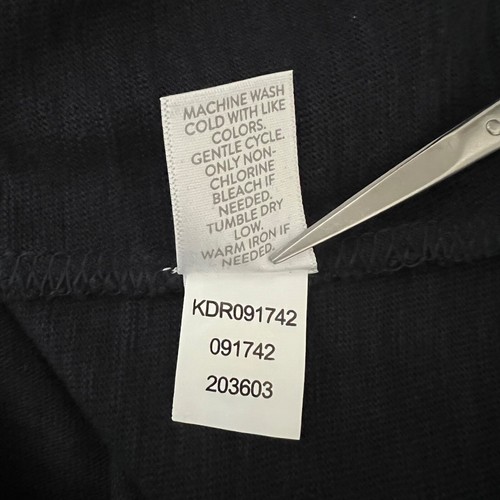 MACHINE WASH
COLD WITH LIKE
COLORS.
GENTLE CYCLE.
ONLY NON-
CHLORINE
BLEACH IF
NEEDED.
TUMBLE DRY
LOW.
WARM IRON IF
NEEDED.
KDR091742
091742
203603